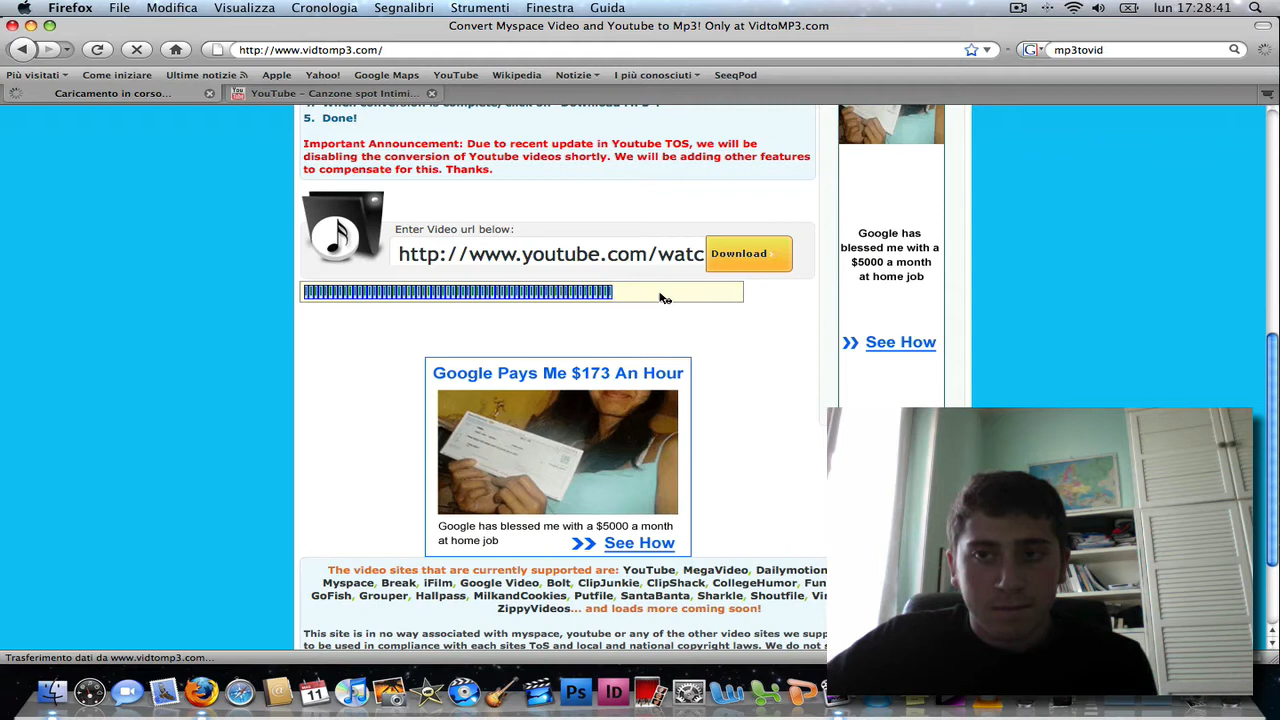 Firefox File Modifica Visualizza Cronologia Segnalibri Strumenti Finestra Guida lun 17:28:41
Convert Myspace Video and Youtube to Mp3! Only at VidtoMP3.com
http://www.vidtomp3.com/ mp3tovid
Più visitati Come iniziare Ultime notizie Apple Yahoo! Google Maps YouTube Wikipedia Notizie I più conosciuti SeeqPod
Caricamento in corso... YouTube - Canzone spot Intimi...
5. Done!
Important Announcement: Due to recent update in Youtube TOS, we will be
disabling the conversion of Youtube videos shortly. We will be adding other features
to compensate for this. Thanks.
Enter Video url below:
http://www.youtube.com/watc Download
Google has
blessed me with a
$5000 a month
at home job
See How
Google Pays Me $173 An Hour
Google has blessed me with a $5000 a month
at home job
See How
The video sites that are currently supported are: YouTube, MegaVideo, Dailymotion
Myspace, Break, iFilm, Google Video, Bolt, ClipJunkie, ClipShack, CollegeHumor, Fun
GoFish, Grouper, Hallpass, MilkandCookies, Putfile, SantaBanta, Sharkle, Shoutfile, Vi
ZippyVideos... and loads more coming soon!
This site is in no way associated with myspace, youtube or any of the other video sites we supp
to be used in compliance with each sites ToS and local and national copyright laws. We do not
Trasferimento dati da www.vidtomp3.com...
JAN
11
Ps
ID